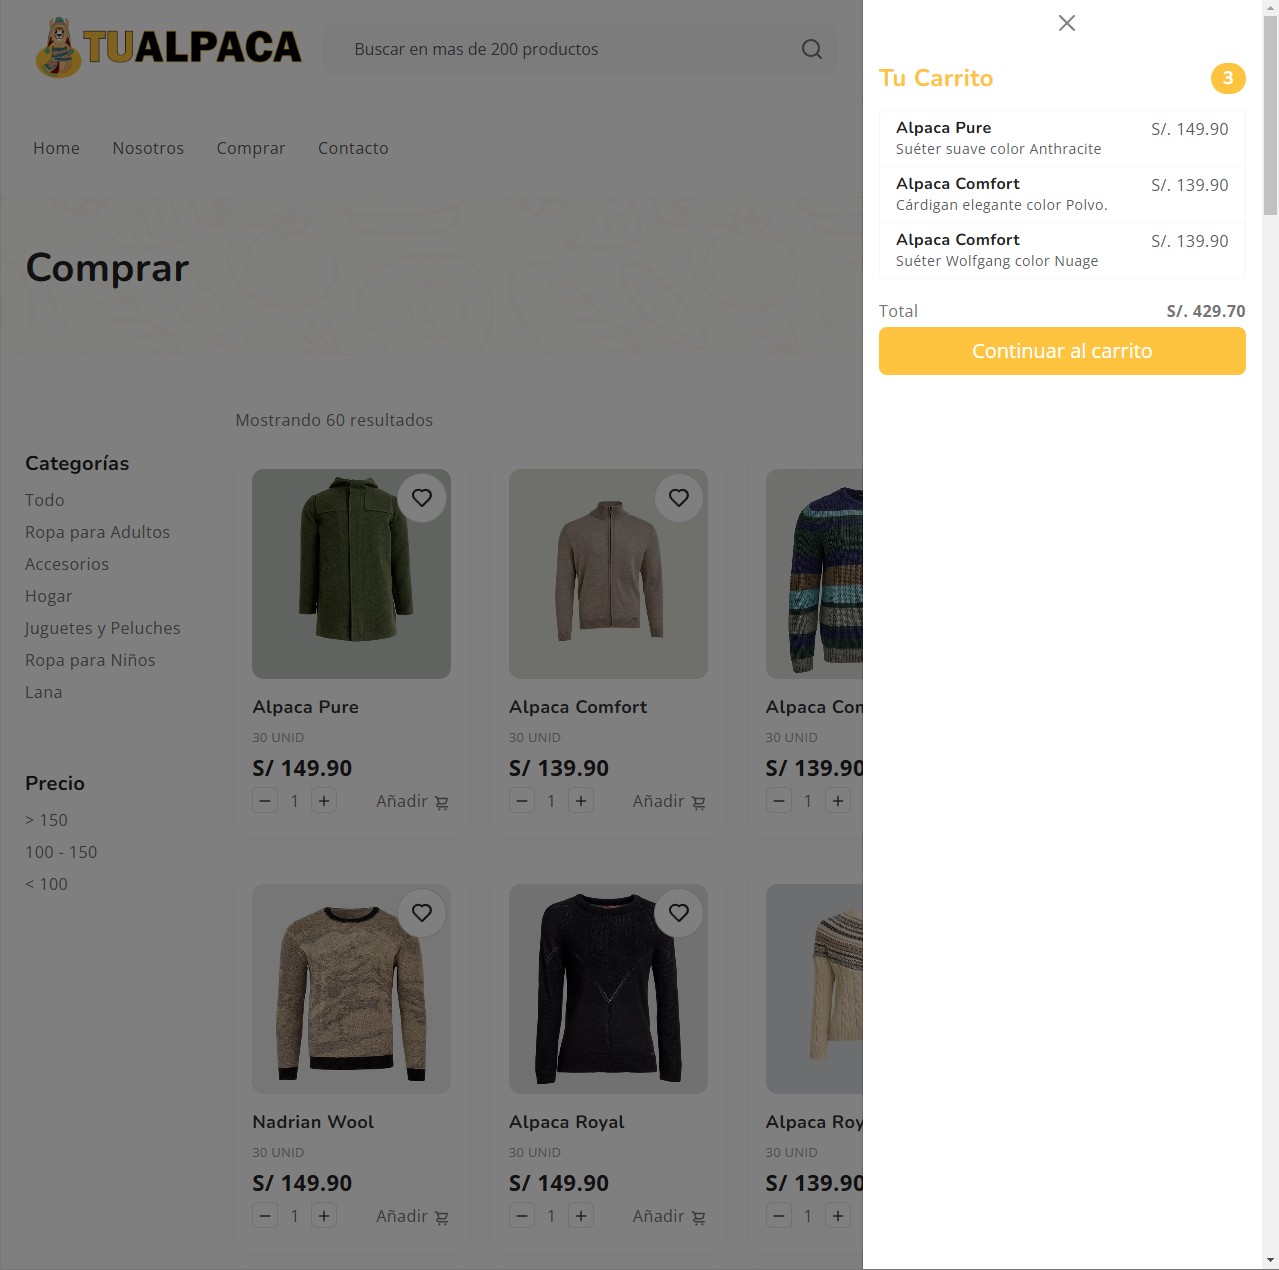 TUALPACA
Buscar en mas de 200 productos
Home Nosotros Comprar Contacto
Comprar
Mostrando 60 resultados
Categorías
Todo
Ropa para Adultos
Accesorios
Hogar
Juguetes y Peluches
Ropa para Niños
Lana
Precio
> 150
100 - 150
< 100
Alpaca Pure
30 UNID
S/ 149.90
1 Añadir
Alpaca Comfort
30 UNID
S/ 139.90
1 Añadir
Alpaca Com
30 UNID
S/ 139.90
1
Nadrian Wool
30 UNID
S/ 149.90
1 Añadir
Alpaca Royal
30 UNID
S/ 149.90
1 Añadir
Alpaca Roy
30 UNID
S/ 139.90
1
Tu Carrito 3
Alpaca Pure S/. 149.90
Suéter suave color Anthracite
Alpaca Comfort S/. 139.90
Cárdigan elegante color Polvo.
Alpaca Comfort S/. 139.90
Suéter Wolfgang color Nuage
Total S/. 429.70
Continuar al carrito